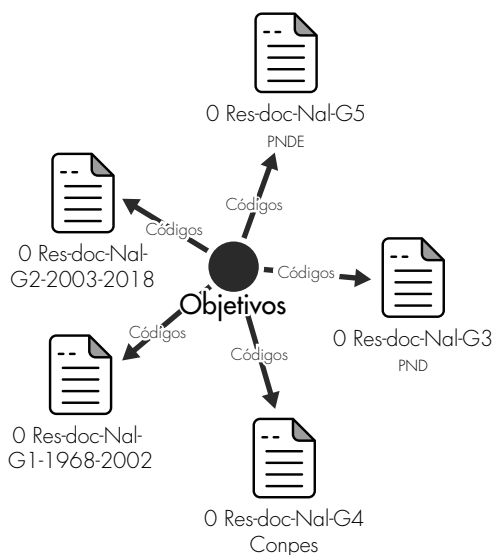 0 Res-doc-Nal-G5
PNDE
Códigos
0 Res-doc-Nal-
G2-2003-2018
Códigos
Códigos
0 Res-doc-Nal-G3
PND
Objetivos
Códigos
0 Res-doc-Nal-
G1-1968-2002
Códigos
0 Res-doc-Nal-G4
Conpes